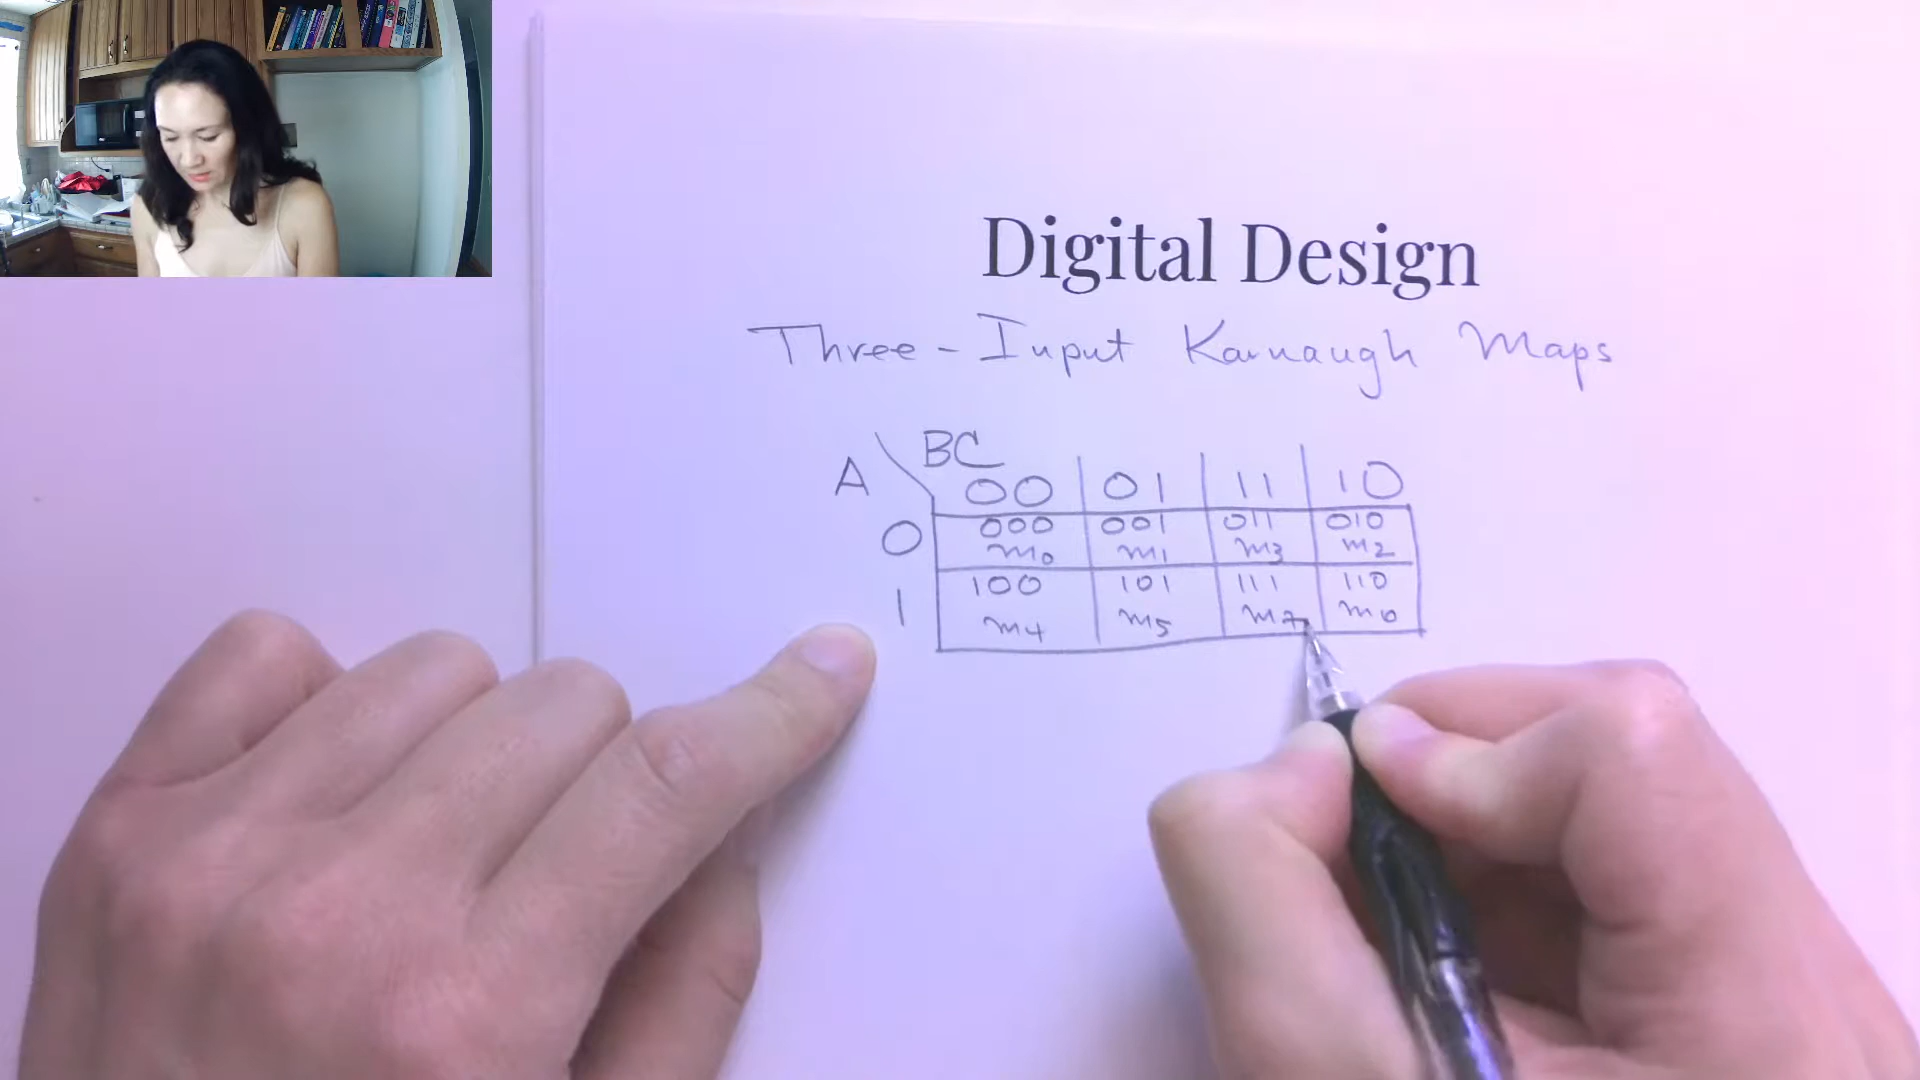 Digital Design
Three-Input Karnaugh Maps
BC
A 00 01 11 10
0 000 001 011 010
m0 m1 m3 m2
1 100 101 111 110
m4 m5 m7 m6